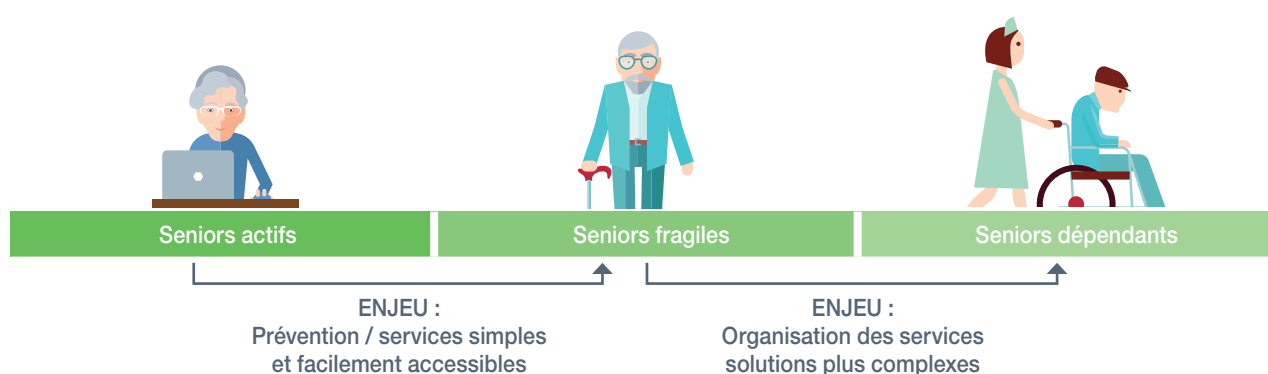 Seniors actifs
Seniors fragiles
Seniors dépendants
ENJEU :
Prévention / services simples
et facilement accessibles
ENJEU :
Organisation des services
solutions plus complexes